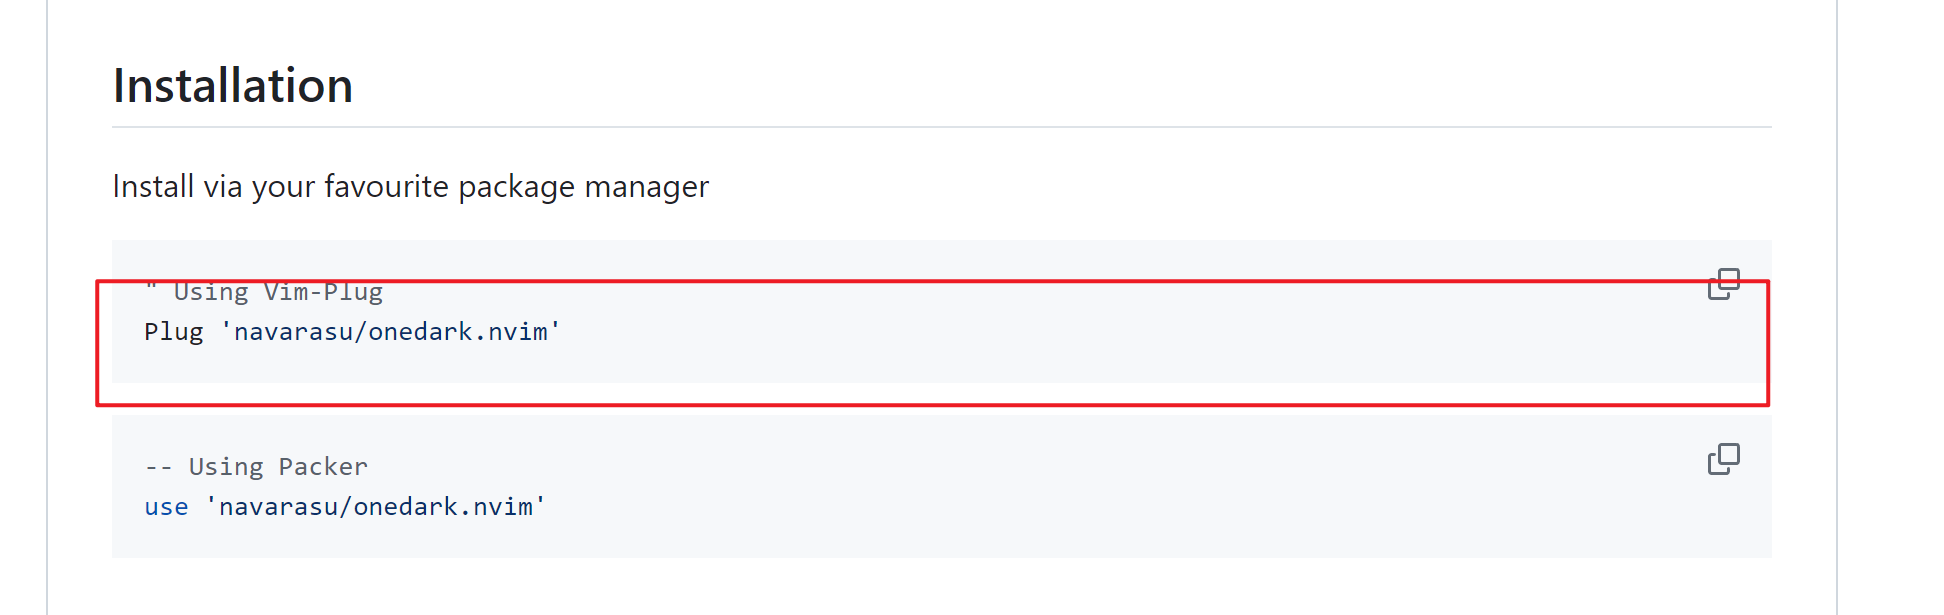 Installation
Install via your favourite package manager
" Using Vim-Plug
Plug 'navarasu/onedark.nvim'
-- Using Packer
use 'navarasu/onedark.nvim'